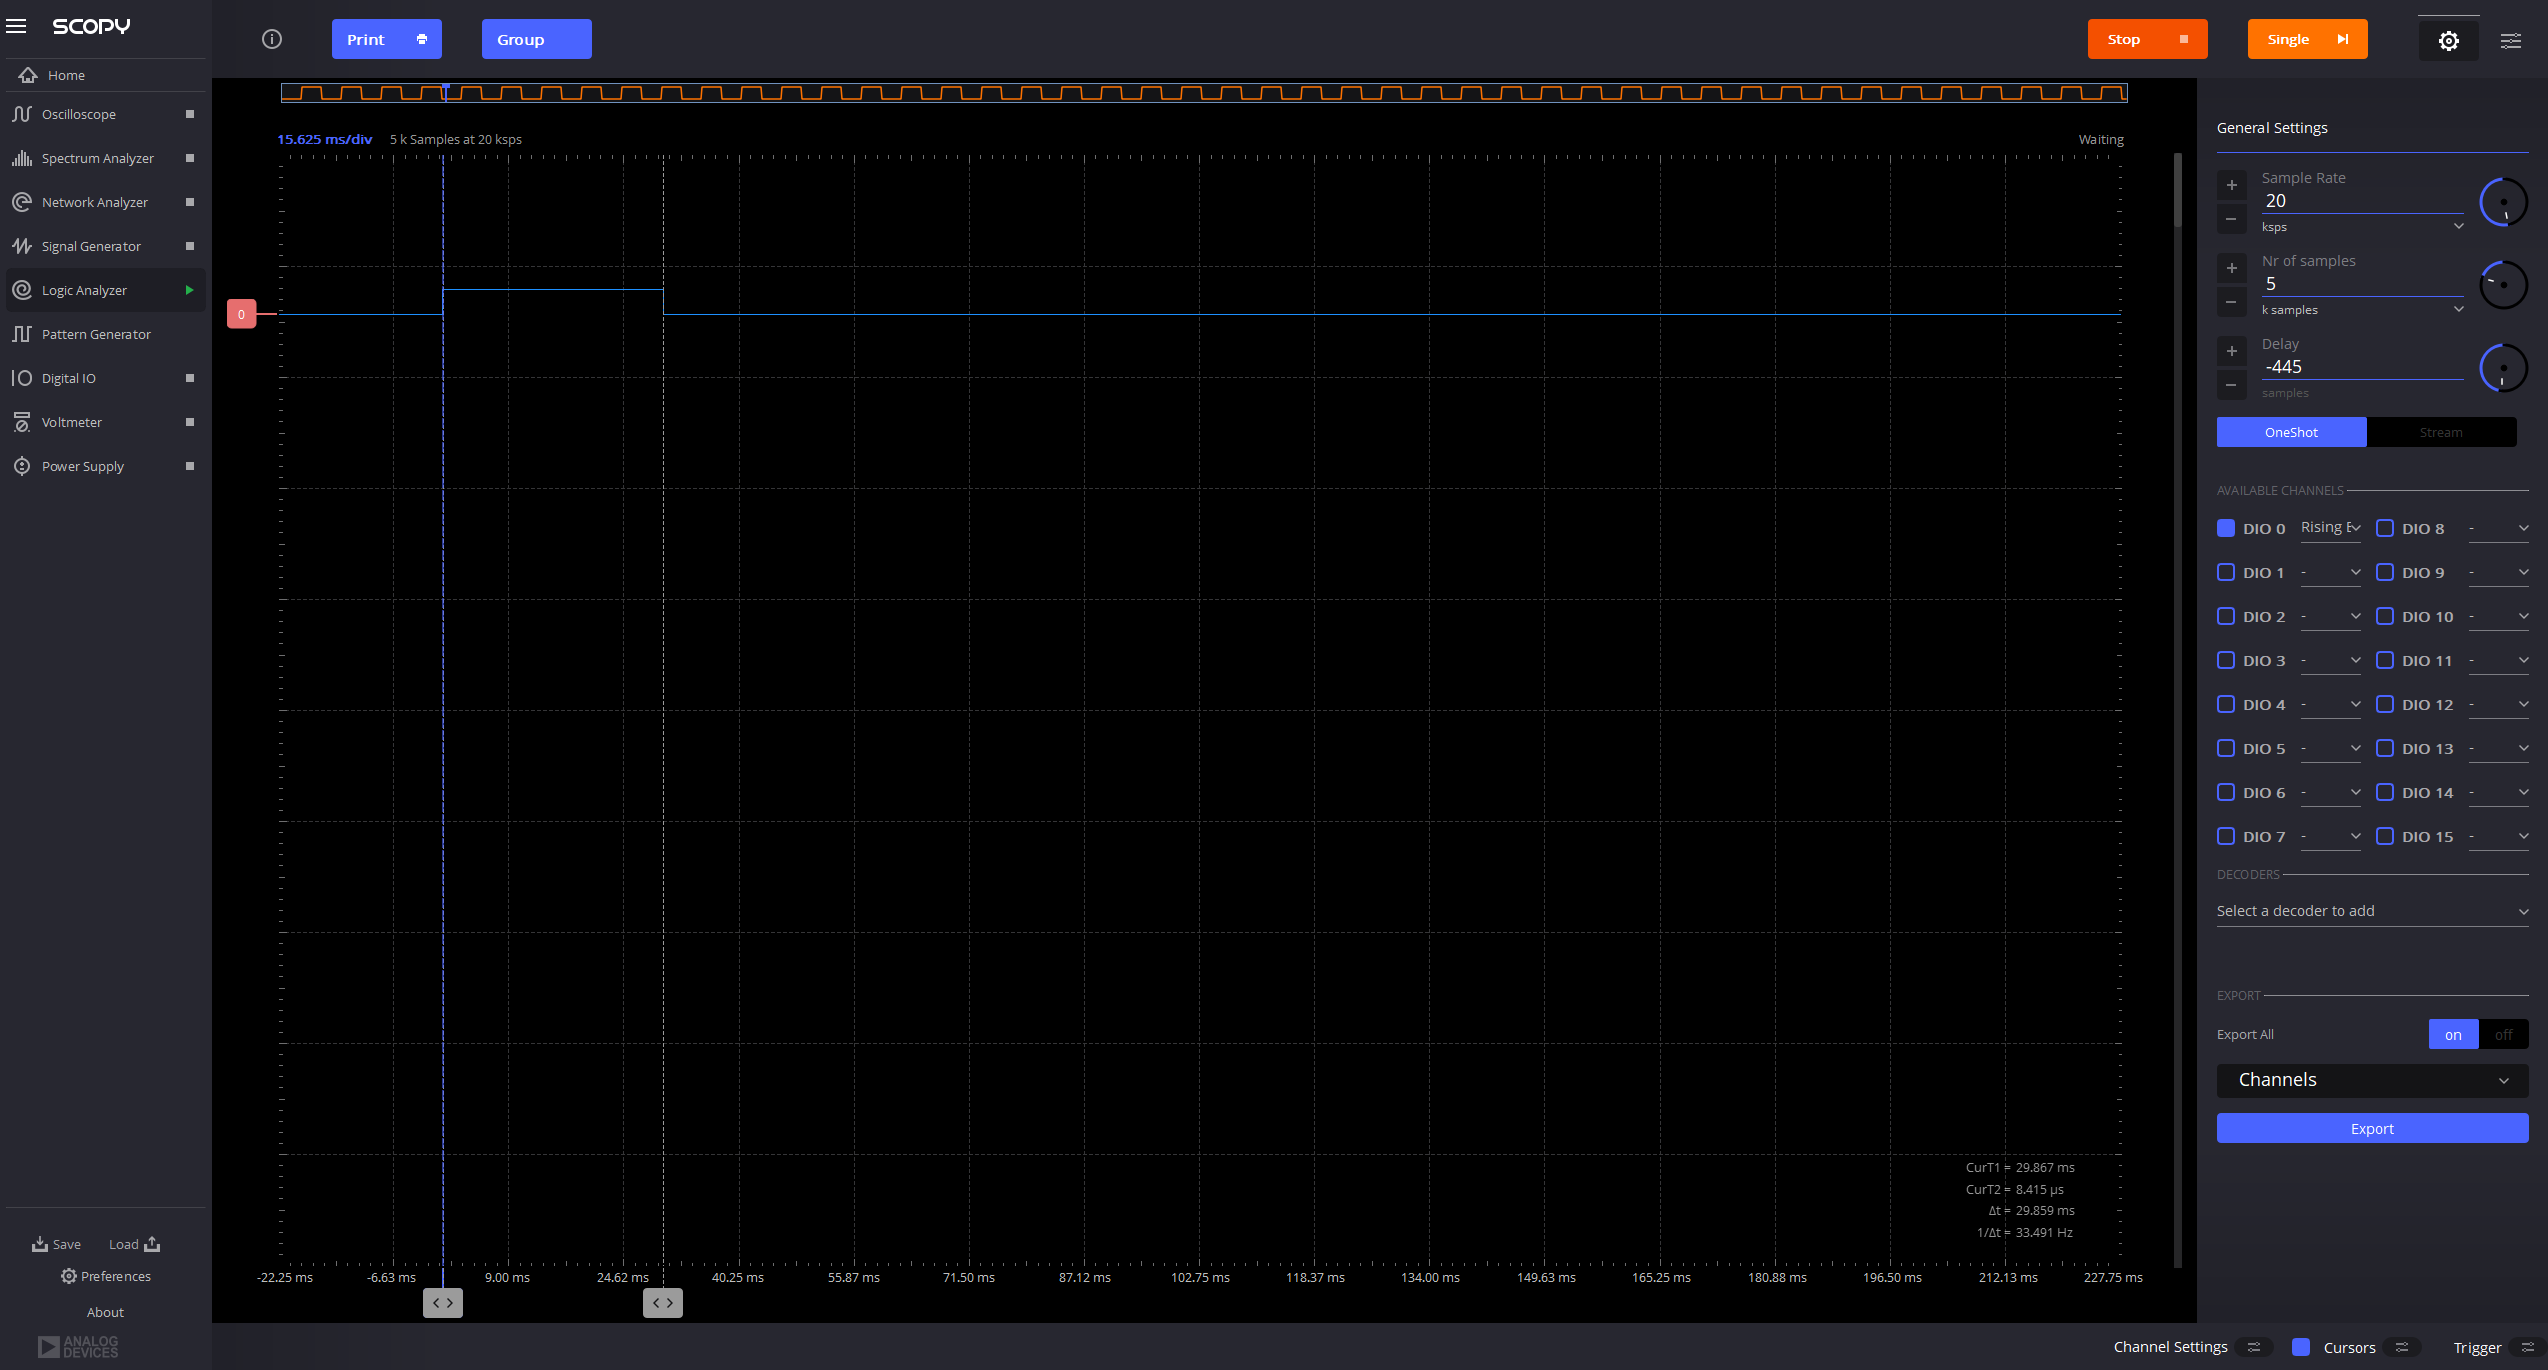 SCOPY
Print
Group
Stop
Single
Home
Oscilloscope
Spectrum Analyzer
Network Analyzer
Signal Generator
Logic Analyzer
Pattern Generator
Digital IO
Voltmeter
Power Supply
Save Load
Preferences
About
ANALOG
DEVICES
15.625 ms/div 5 k Samples at 20 ksps Waiting
0
CurT1 = 29.867 ms
CurT2 = 8.415 µs
Δt = 29.859 ms
1/Δt = 33.491 Hz
-22.25 ms -6.63 ms 9.00 ms 24.62 ms 40.25 ms 55.87 ms 71.50 ms 87.12 ms 102.75 ms 118.37 ms 134.00 ms 149.63 ms 165.25 ms 180.88 ms 196.50 ms 212.13 ms 227.75 ms
General Settings
Sample Rate
20
ksps
Nr of samples
5
k samples
Delay
-445
samples
OneShot Stream
AVAILABLE CHANNELS
DIO 0 Rising E DIO 8 -
DIO 1 - DIO 9 -
DIO 2 - DIO 10 -
DIO 3 - DIO 11 -
DIO 4 - DIO 12 -
DIO 5 - DIO 13 -
DIO 6 - DIO 14 -
DIO 7 - DIO 15 -
DECODERS
Select a decoder to add
EXPORT
Export All on off
Channels
Export
Channel Settings Cursors Trigger